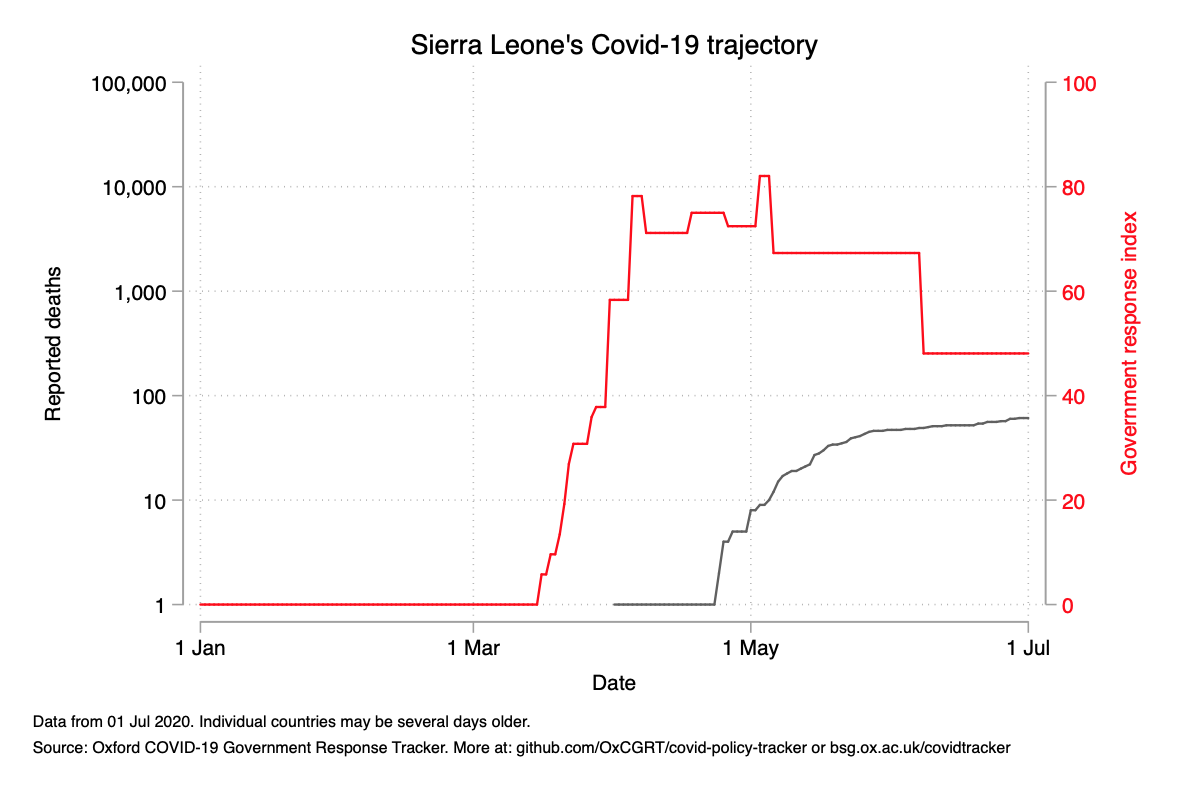 Sierra Leone's Covid-19 trajectory
100,000
10,000
1,000
100
10
1
Reported deaths
100
80
60
40
20
0
Government response index
1 Jan
1 Mar
1 May
1 Jul
Date
Data from 01 Jul 2020. Individual countries may be several days older.
Source: Oxford COVID-19 Government Response Tracker. More at: github.com/OxCGRT/covid-policy-tracker or bsg.ox.ac.uk/covidtracker